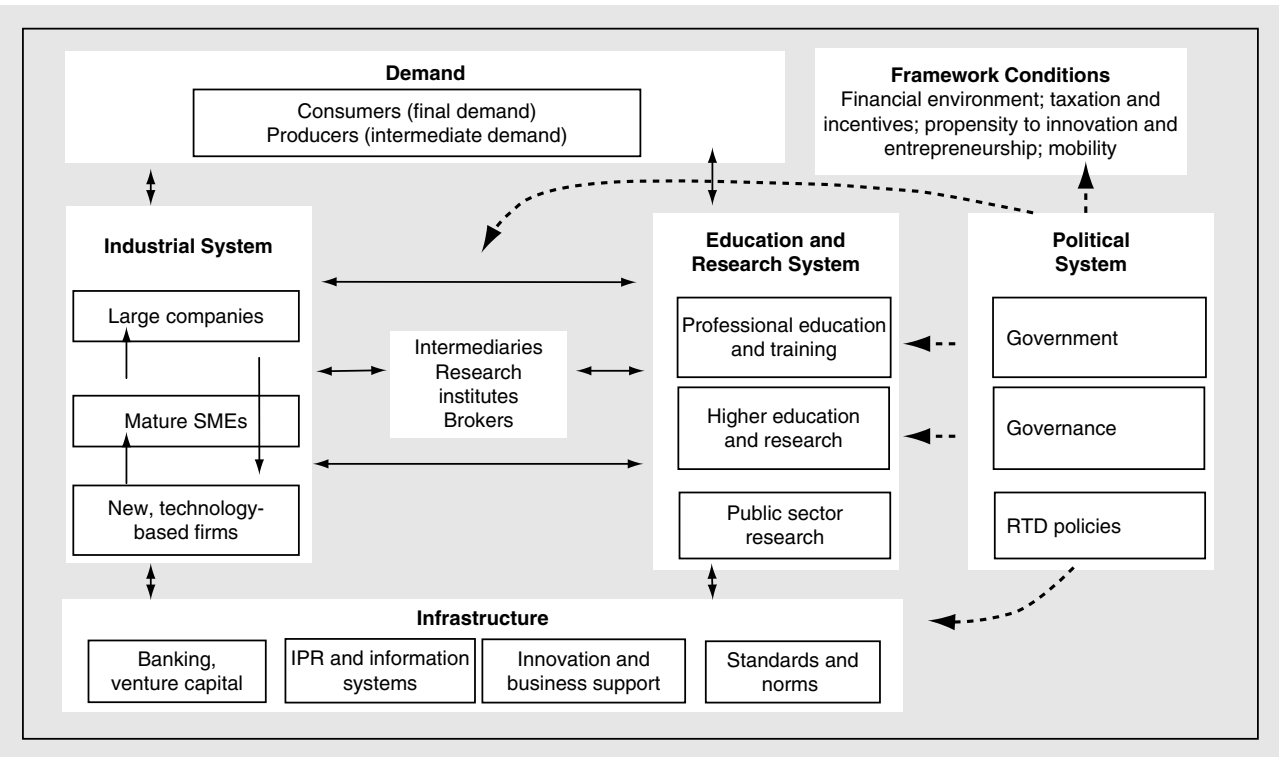 Demand
Consumers (final demand)
Producers (intermediate demand)
Framework Conditions
Financial environment; taxation and
incentives; propensity to innovation and
entrepreneurship; mobility
Industrial System
Large companies
Mature SMEs
New, technology-
based firms
Intermediaries
Research
institutes
Brokers
Education and
Research System
Professional education
and training
Higher education
and research
Public sector
research
Political
System
Government
Governance
RTD policies
Infrastructure
Banking,
venture capital
IPR and information
systems
Innovation and
business support
Standards and
norms